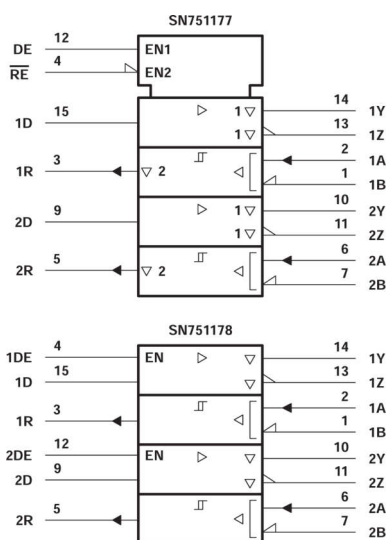 SN751177
DE 12 EN1
RE 4 EN2
1D 15 1 14 1Y
1 13 1Z
1R 3 2 2 1A
1 1B
2D 9 1 10 2Y
1 11 2Z
2R 5 2 6 2A
7 2B
SN751178
1DE 4 EN 14 1Y
1D 15 13 1Z
1R 3 2 1A
1 1B
2DE 12 EN 10 2Y
2D 9 11 2Z
2R 5 6 2A
7 2B